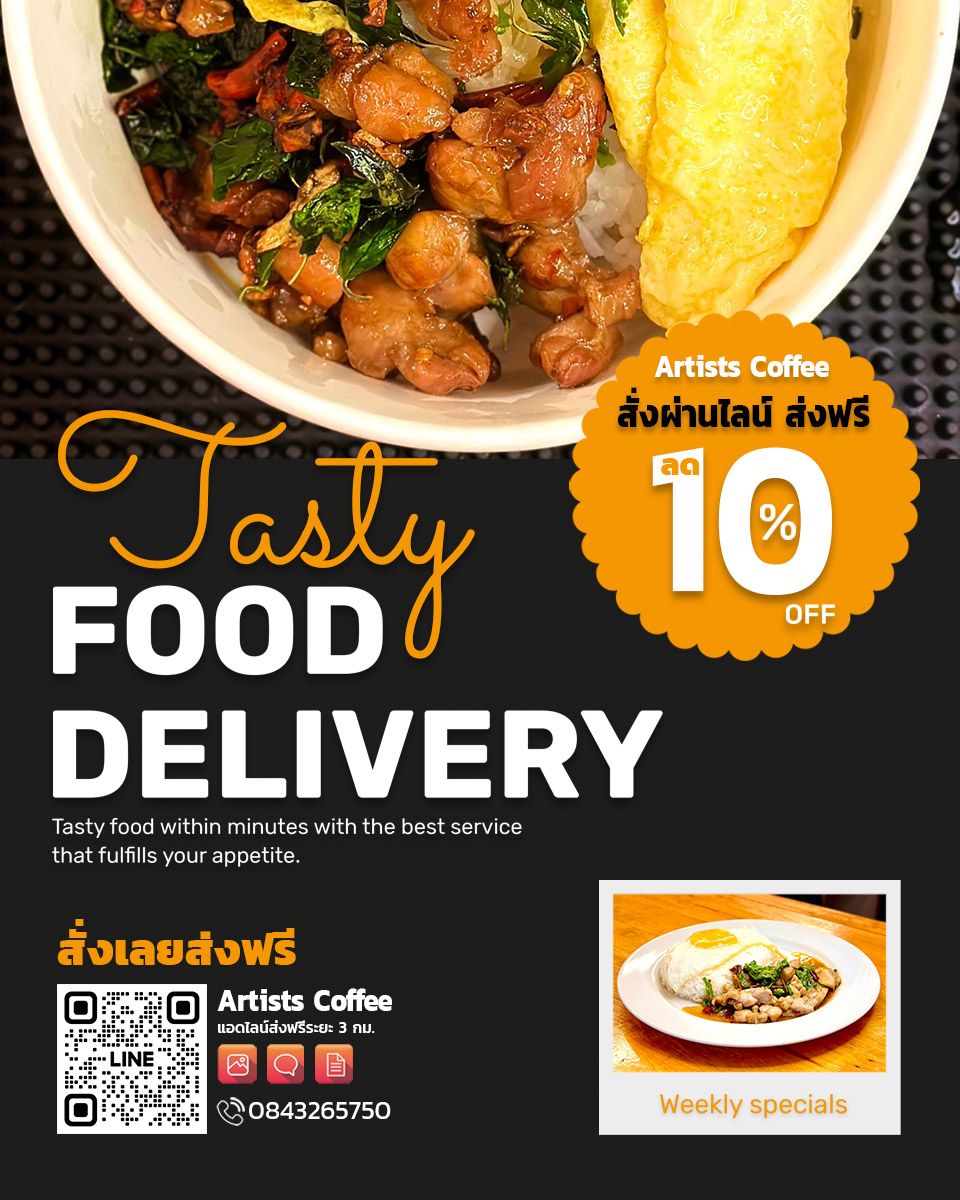 Artists Coffee
สั่งผ่านไลน์ ส่งฟรี
ลด
10
%
OFF
Tasty
FOOD
DELIVERY
Tasty food within minutes with the best service
that fulfills your appetite.
สั่งเลยส่งฟรี
LINE
Artists Coffee
แอดไลน์ส่งฟรีระยะ 3 กม.
0843265750
Weekly specials